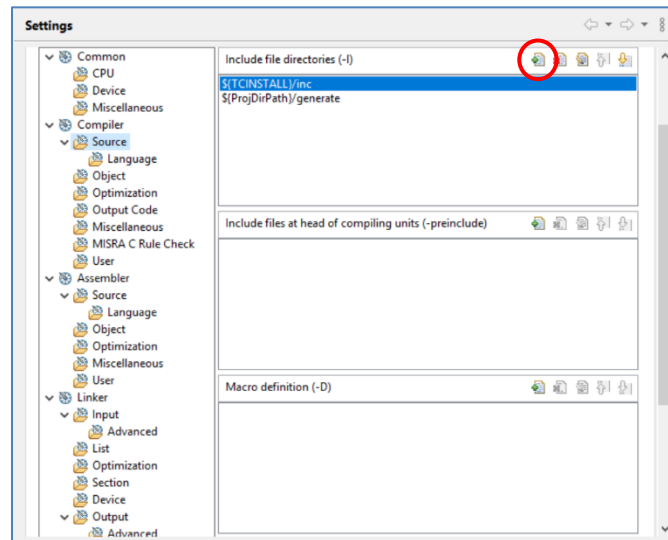 Settings
Common
CPU
Device
Miscellaneous
Compiler
Source
Language
Object
Optimization
Output Code
Miscellaneous
MISRA C Rule Check
User
Assembler
Source
Language
Object
Optimization
Miscellaneous
User
Linker
Input
Advanced
List
Optimization
Section
Device
Output
Advanced
Include file directories (-I)
${TCINSTALL}/inc
${ProjDirPath}/generate
Include files at head of compiling units (-preinclude)
Macro definition (-D)